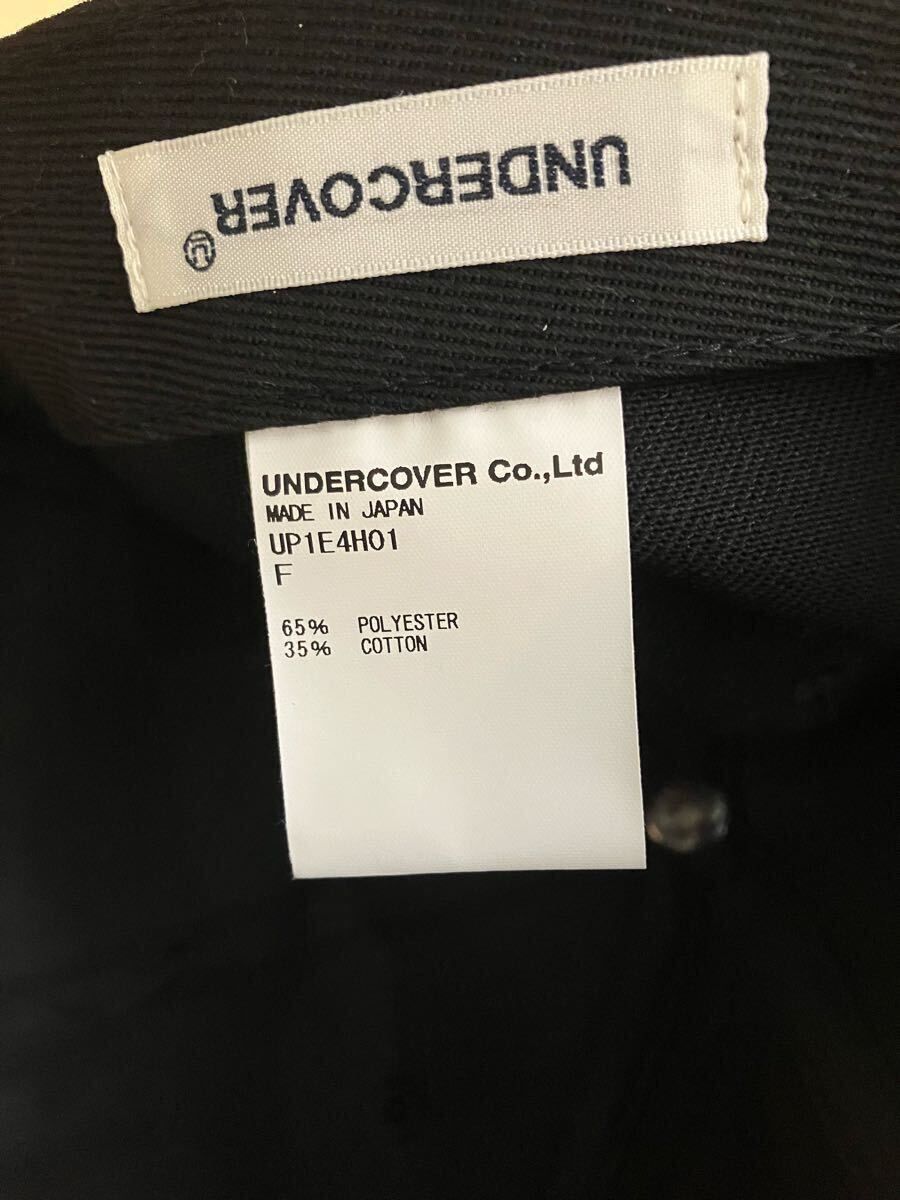 UNDERCOVER
UNDERCOVER Co.,Ltd
MADE IN JAPAN
UP1E4H01
F
65% POLYESTER
35% COTTON